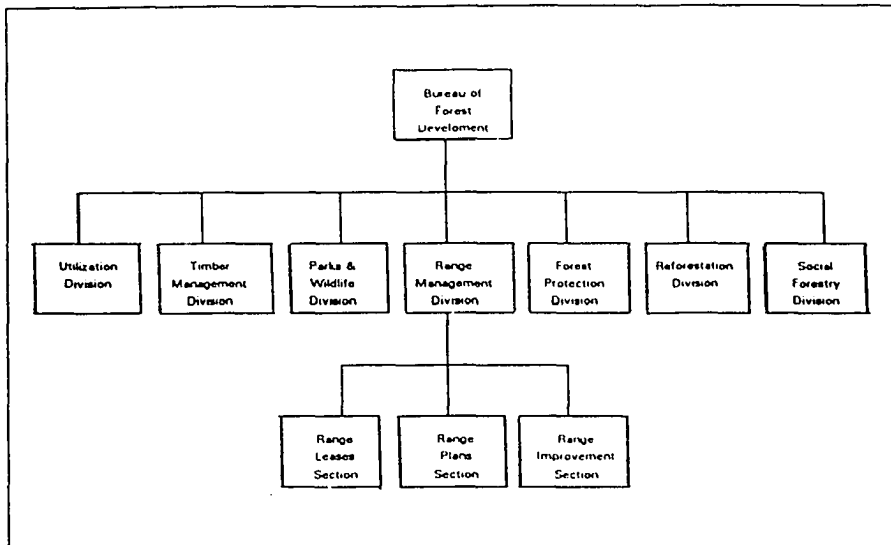 Bureau of
Forest
Develoment
Utilization
Division
Timber
Management
Division
Parks &
Wildlife
Division
Range
Management
Division
Forest
Protection
Division
Reforestation
Division
Social
Forestry
Division
Range
Leases
Section
Range
Plans
Section
Range
Improvement
Section